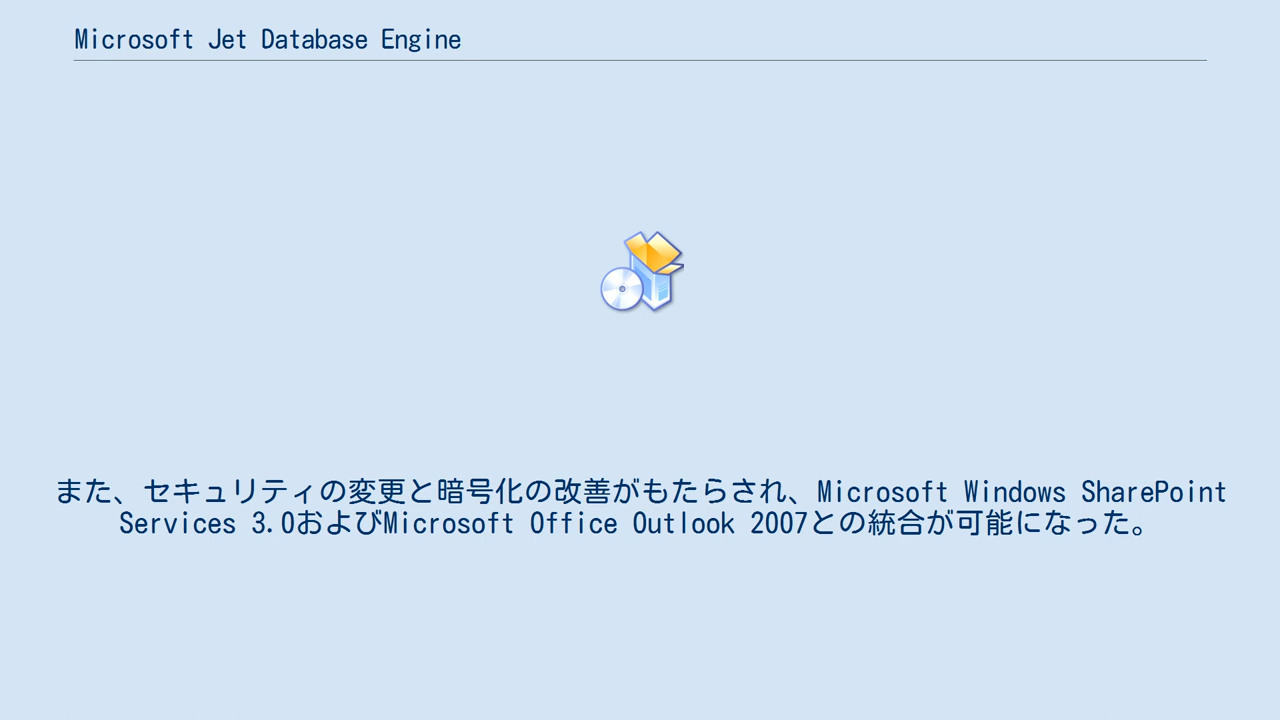 Microsoft Jet Database Engine
また、セキュリティの変更と暗号化の改善がもたらされ、Microsoft Windows SharePoint
Services 3.0およびMicrosoft Office Outlook 2007との統合が可能になった。